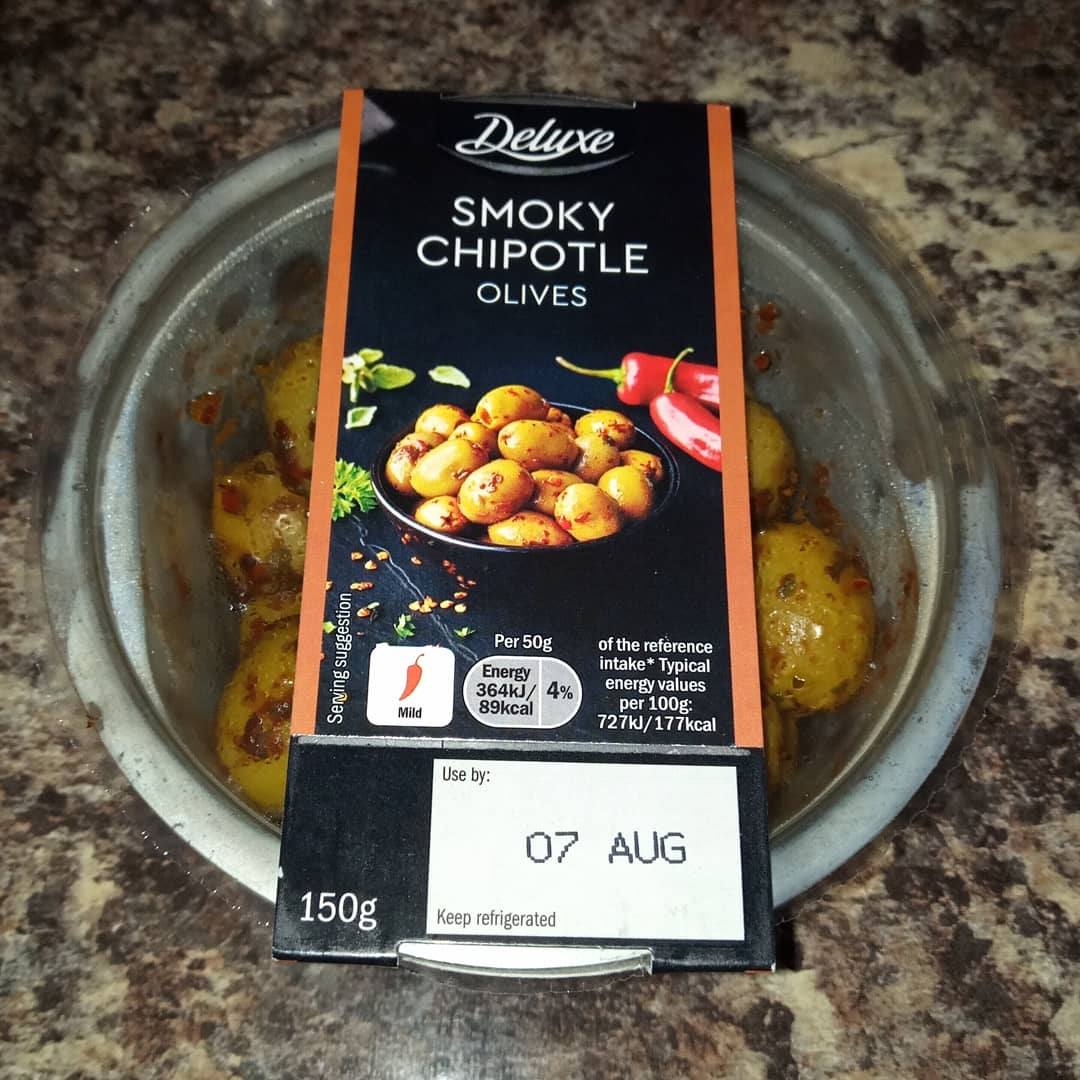 Deluxe
SMOKY
CHIPOTLE
OLIVES
Serving suggestion
Mild
Per 50g
Energy
364kJ/
89kcal
4%
of the reference
intake* Typical
energy values
per 100g:
727kJ/177kcal
Use by:
07 AUG
150g
Keep refrigerated